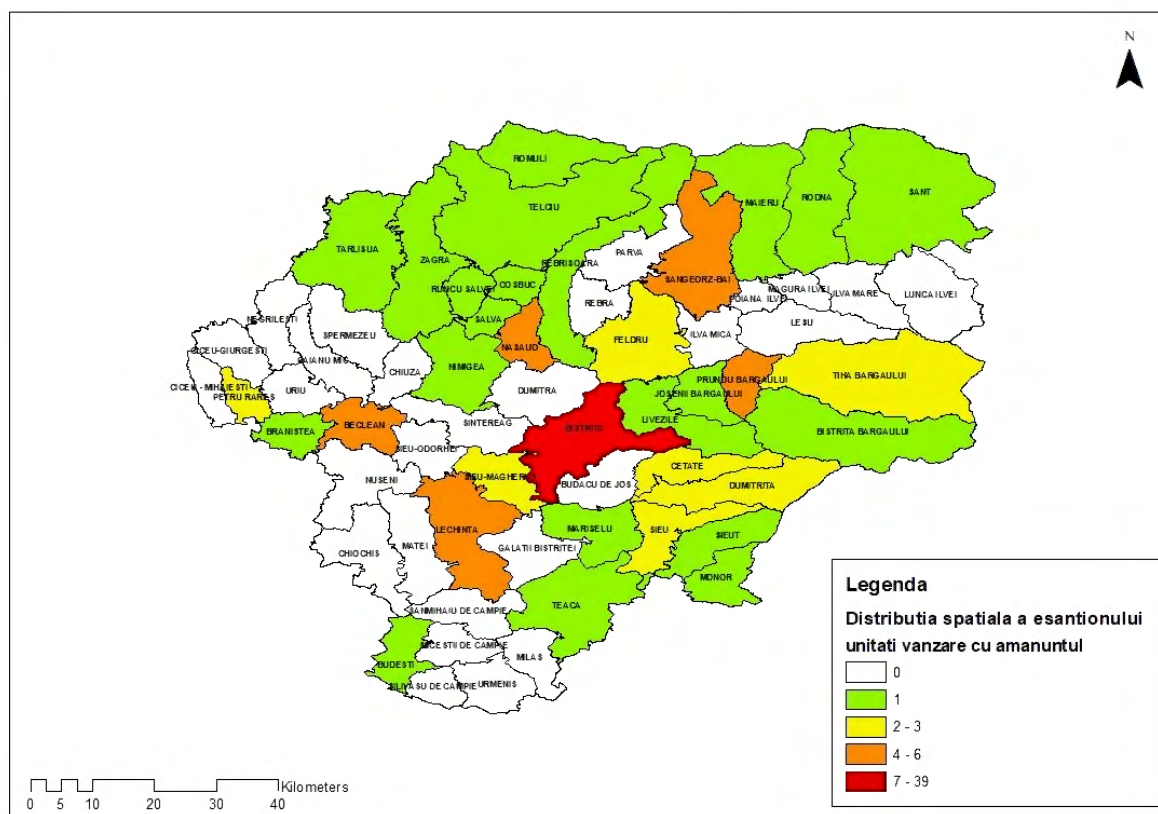 N
ROMULI
TELCIU
SANT
RODNA
MAIERU
TARLISUA
ZAGRA
PARVA
REBRISOARA
SANGEORZ-BAI
RUNCU SALVEI
COSBUC
MAGURA ILVEI
POIANA ILVEI
ILVA MARE
LUNCA ILVEI
REBRA
SALVA
LESU
NEGRILESTI
SPERMEZEU
ILVA MICA
FELDRU
NASAUD
CICEU-GIURGESTI
CAIANU MIC
CHIUZA
NIMIGEA
TIHA BARGAULUI
PRUNDU BARGAULUI
CICEU - MIHAIESTI
PETRU RARES
URIU
DUMITRA
JOSENII BARGAULUI
LIVEZILE
BRANISTEA
BECLEAN
SINTEREAG
BISTRITA
BISTRITA BARGAULUI
SIEU-ODORHEI
CETATE
NUSENI
SIEU-MAGHERUS
BUDACU DE JOS
DUMITRITA
LECHINTA
MARISELU
SIEU
SIEUT
MATEI
GALATII BISTRITEI
CHIOCHIS
MONOR
TEACA
SANMIHAIU DE CAMPIE
MICESTII DE CAMPIE
MILAS
BUDESTI
SILIVASU DE CAMPIE
URMENIS
Legenda
Distributia spatiala a esantionului
unitati vanzare cu amanuntul
0
1
2 - 3
4 - 6
7 - 39
Kilometers
0 5 10 20 30 40